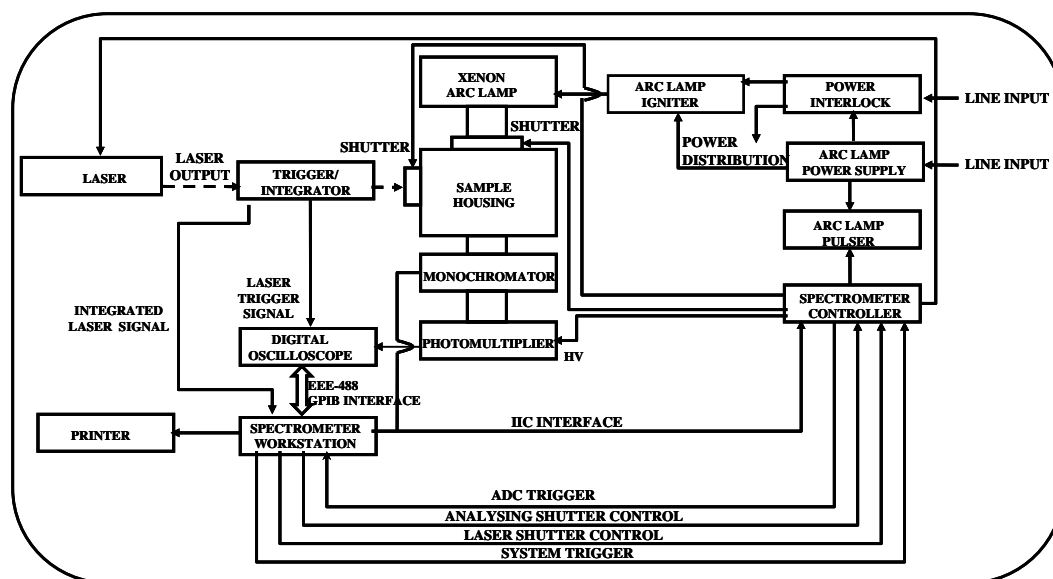 XENON
ARC LAMP
ARC LAMP
IGNITER
POWER
INTERLOCK
LINE INPUT
SHUTTER
POWER
DISTRIBUTION
SHUTTER
LASER
OUTPUT
LASER
TRIGGER/
INTEGRATOR
SAMPLE
HOUSING
ARC LAMP
POWER SUPPLY
LINE INPUT
ARC LAMP
PULSER
MONOCHROMATOR
LASER
TRIGGER
SIGNAL
INTEGRATED
LASER SIGNAL
SPECTROMETER
CONTROLLER
DIGITAL
OSCILLOSCOPE
PHOTOMULTIPLIER
HV
EEE-488
GPIB INTERFACE
PRINTER
SPECTROMETER
WORKSTATION
IIC INTERFACE
ADC TRIGGER
ANALYSING SHUTTER CONTROL
LASER SHUTTER CONTROL
SYSTEM TRIGGER